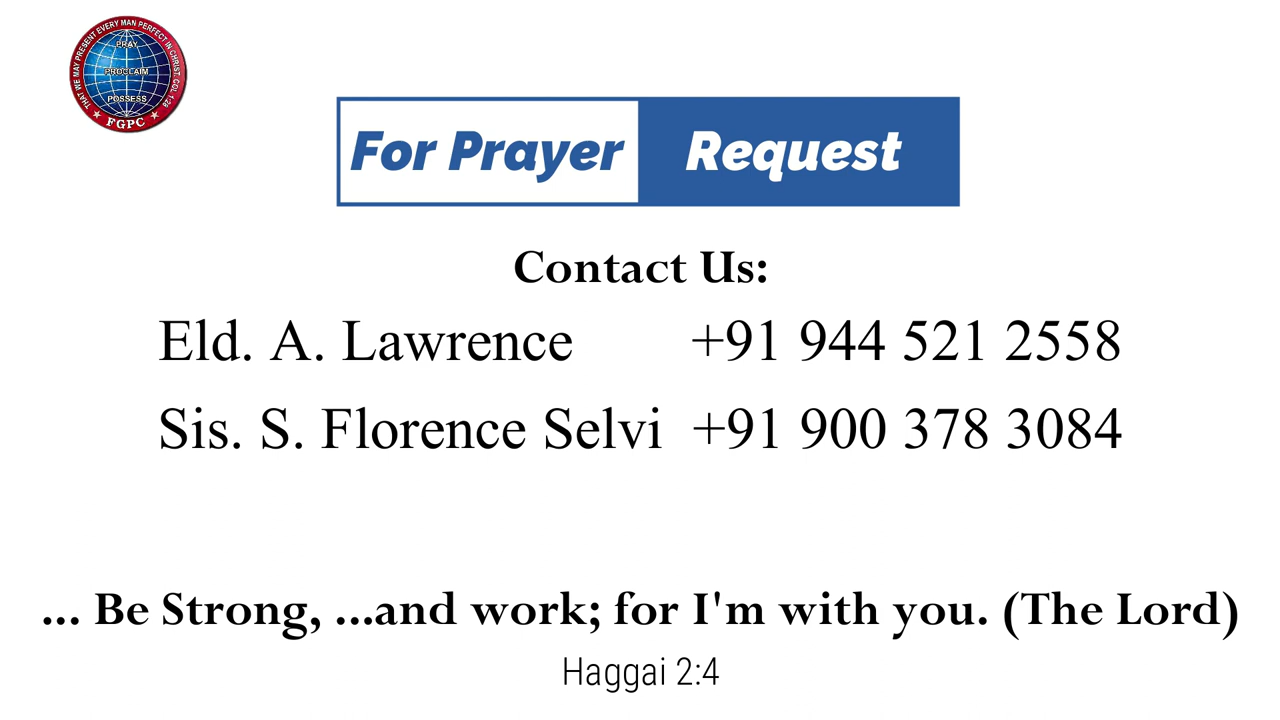 THAT WE MAY PRESENT EVERY MAN PERFECT IN CHRIST. COL 1:28
PRAY
PROCLAIM
POSSESS
FGPC
For Prayer Request
Contact Us:
Eld. A. Lawrence +91 944 521 2558
Sis. S. Florence Selvi +91 900 378 3084
... Be Strong, ...and work; for I'm with you. (The Lord)
Haggai 2:4